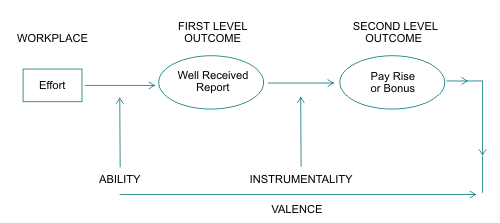 WORKPLACE
FIRST LEVEL
OUTCOME
SECOND LEVEL
OUTCOME
Effort
Well Received
Report
Pay Rise
or Bonus
ABILITY
INSTRUMENTALITY
VALENCE